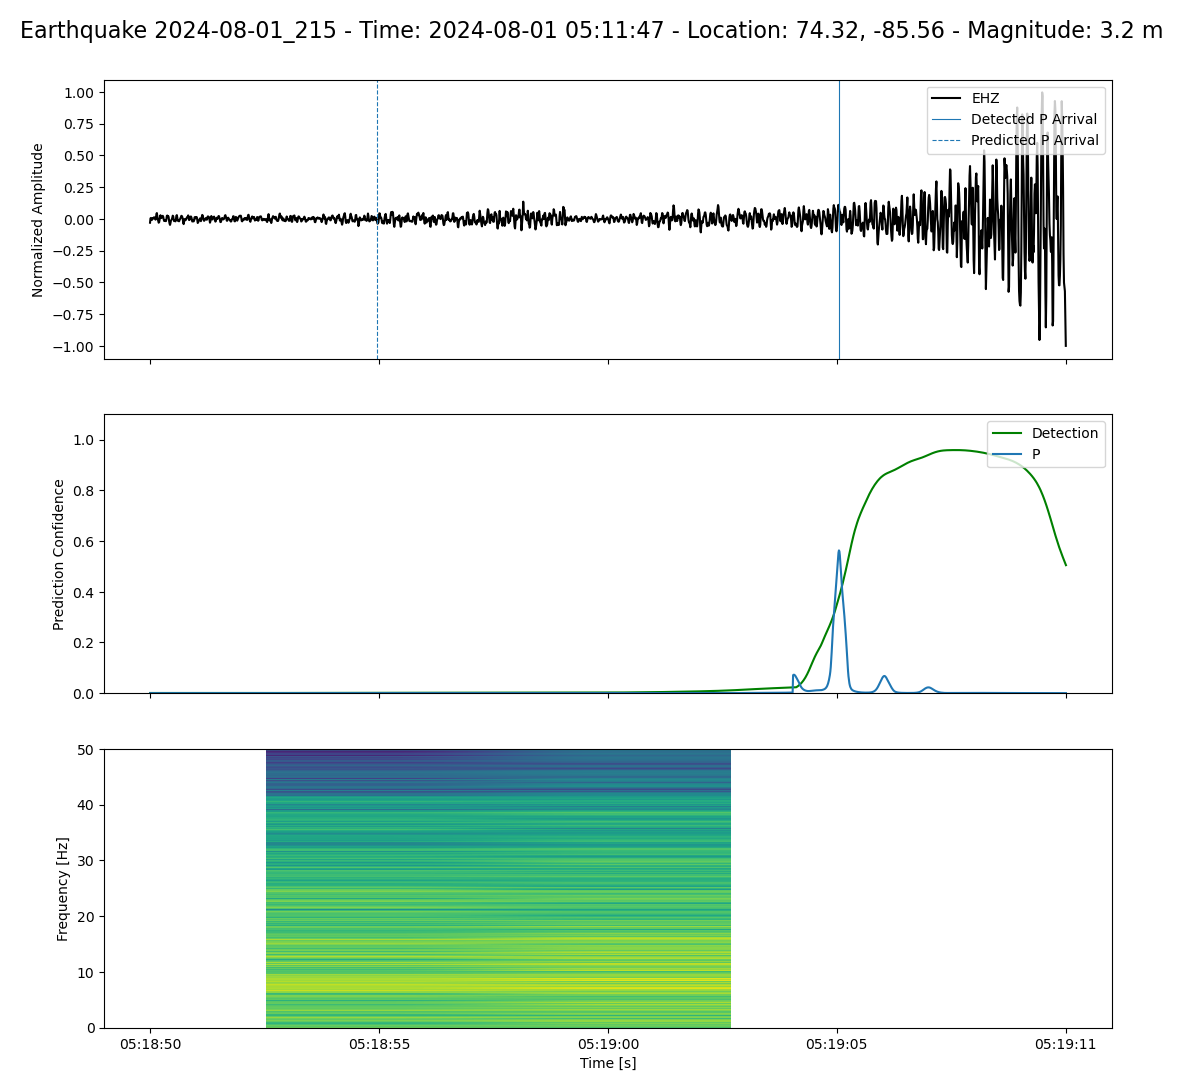 Earthquake 2024-08-01_215 - Time: 2024-08-01 05:11:47 - Location: 74.32, -85.56 - Magnitude: 3.2 m
Normalized Amplitude
1.00
0.75
0.50
0.25
0.00
−0.25
−0.50
−0.75
−1.00
EHZ
Detected P Arrival
Predicted P Arrival
Prediction Confidence
1.0
0.8
0.6
0.4
0.2
0.0
Detection
P
Frequency [Hz]
50
40
30
20
10
0
05:18:50 05:18:55 05:19:00 05:19:05 05:19:11
Time [s]